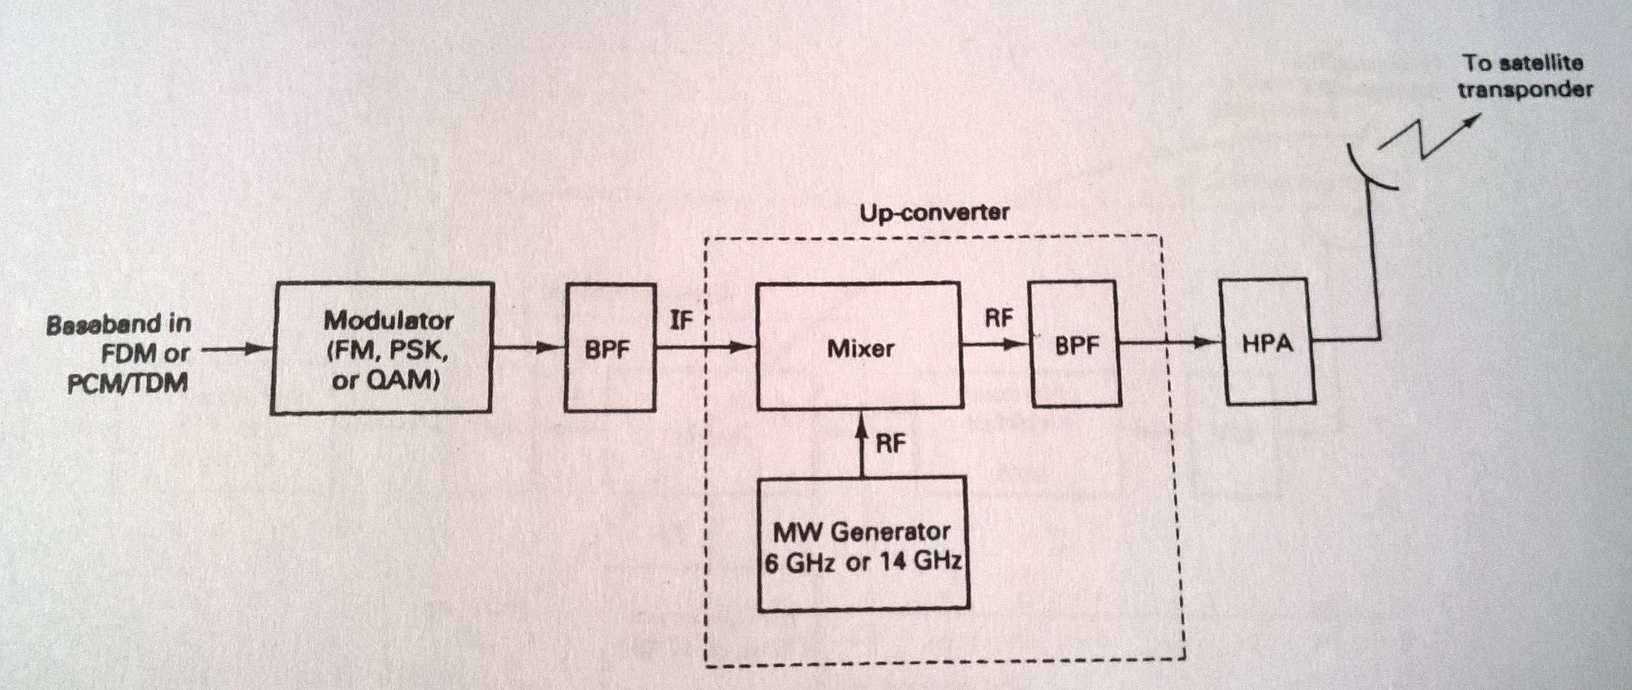 To satellite
transponder
Up-converter
Baseband in
FDM or
PCM/TDM
Modulator
(FM, PSK,
or QAM)
BPF
IF
Mixer
RF
BPF
HPA
RF
MW Generator
6 GHz or 14 GHz